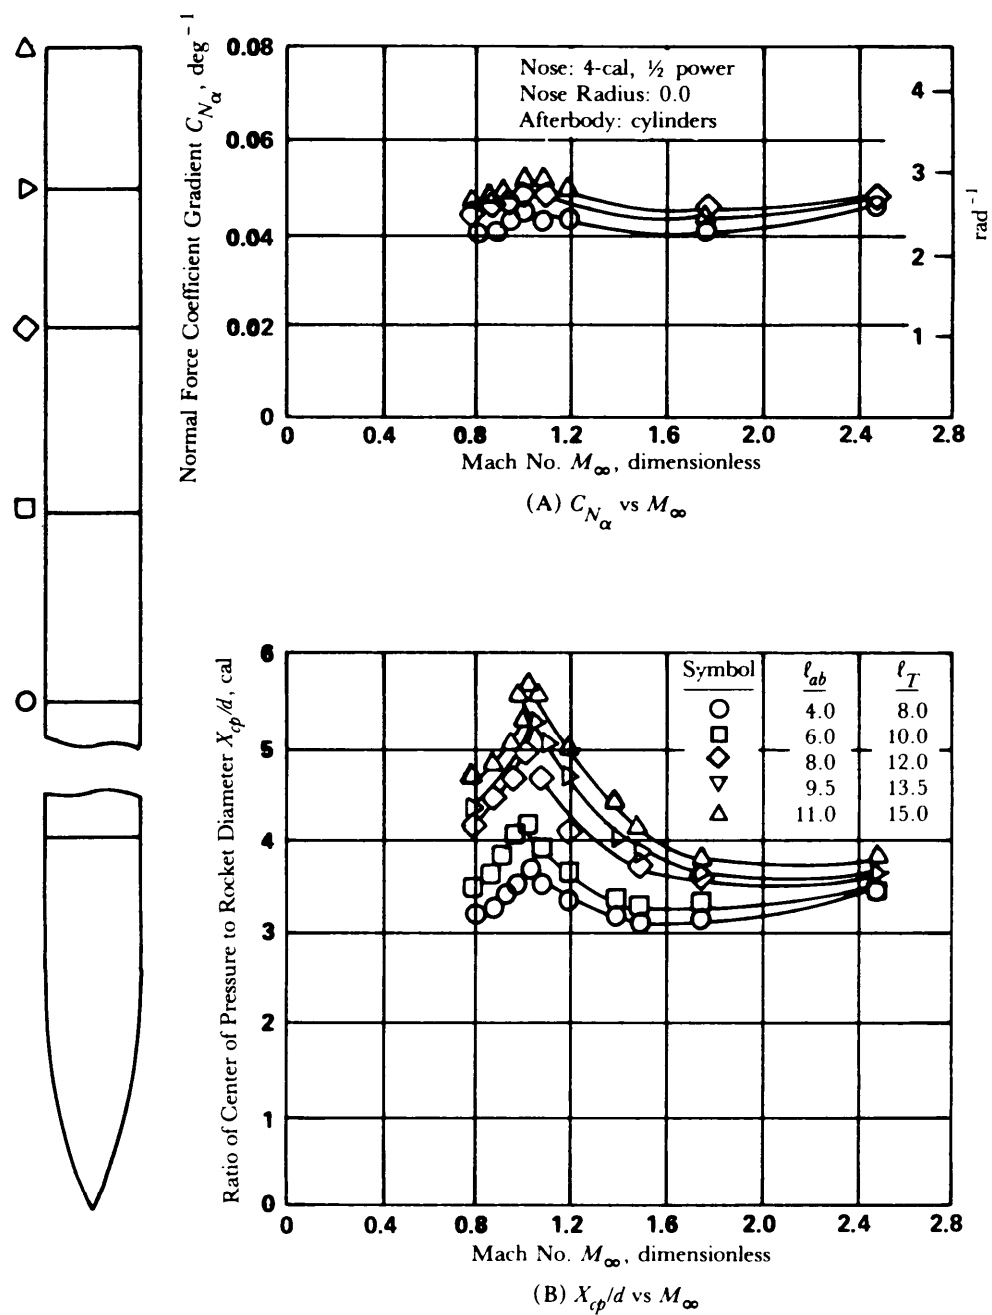 Normal Force Coefficient Gradient C_Nα, deg⁻¹
0.08
0.06
0.04
0.02
0
Nose: 4-cal, ½ power
Nose Radius: 0.0
Afterbody: cylinders
4
3
2
1
rad⁻¹
0 0.4 0.8 1.2 1.6 2.0 2.4 2.8
Mach No. M∞, dimensionless
(A) C_Nα vs M∞
Ratio of Center of Pressure to Rocket Diameter X_cp/d, cal
6
5
4
3
2
1
0
Symbol ℓ_ab ℓ_T
○ 4.0 8.0
□ 6.0 10.0
◇ 8.0 12.0
▽ 9.5 13.5
△ 11.0 15.0
0 0.4 0.8 1.2 1.6 2.0 2.4 2.8
Mach No. M∞, dimensionless
(B) X_cp/d vs M∞